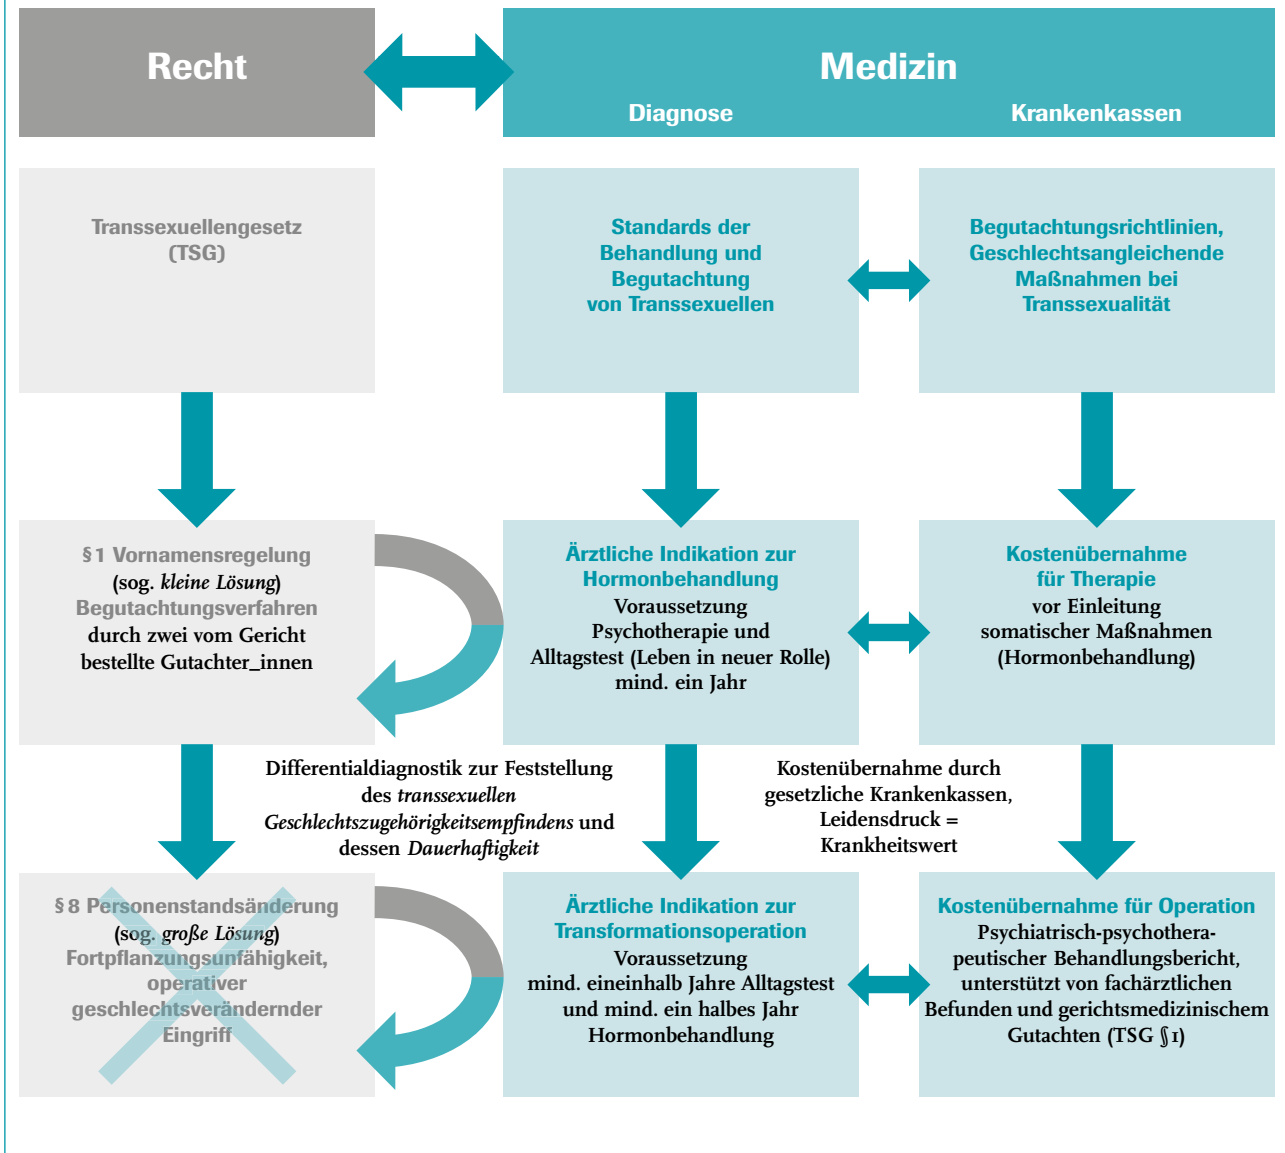 Recht
Medizin
Diagnose
Krankenkassen
Transsexuellengesetz
(TSG)
Standards der
Behandlung und
Begutachtung
von Transsexuellen
Begutachtungsrichtlinien,
Geschlechtsangleichende
Maßnahmen bei
Transsexualität
§ 1 Vornamensregelung
(sog. kleine Lösung)
Begutachtungsverfahren
durch zwei vom Gericht
bestellte Gutachter_innen
Ärztliche Indikation zur
Hormonbehandlung
Voraussetzung
Psychotherapie und
Alltagstest (Leben in neuer Rolle)
mind. ein Jahr
Kostenübernahme
für Therapie
vor Einleitung
somatischer Maßnahmen
(Hormonbehandlung)
Differentialdiagnostik zur Feststellung
des transsexuellen
Geschlechtszugehörigkeitsempfindens und
dessen Dauerhaftigkeit
Kostenübernahme durch
gesetzliche Krankenkassen,
Leidensdruck =
Krankheitswert
§ 8 Personenstandsänderung
(sog. große Lösung)
Fortpflanzungsunfähigkeit,
operativer
geschlechtsverändernder
Eingriff
Ärztliche Indikation zur
Transformationsoperation
Voraussetzung
mind. eineinhalb Jahre Alltagstest
und mind. ein halbes Jahr
Hormonbehandlung
Kostenübernahme für Operation
Psychiatrisch-psychothera-
peutischer Behandlungsbericht,
unterstützt von fachärztlichen
Befunden und gerichtsmedizinischem
Gutachten (TSG § 1)